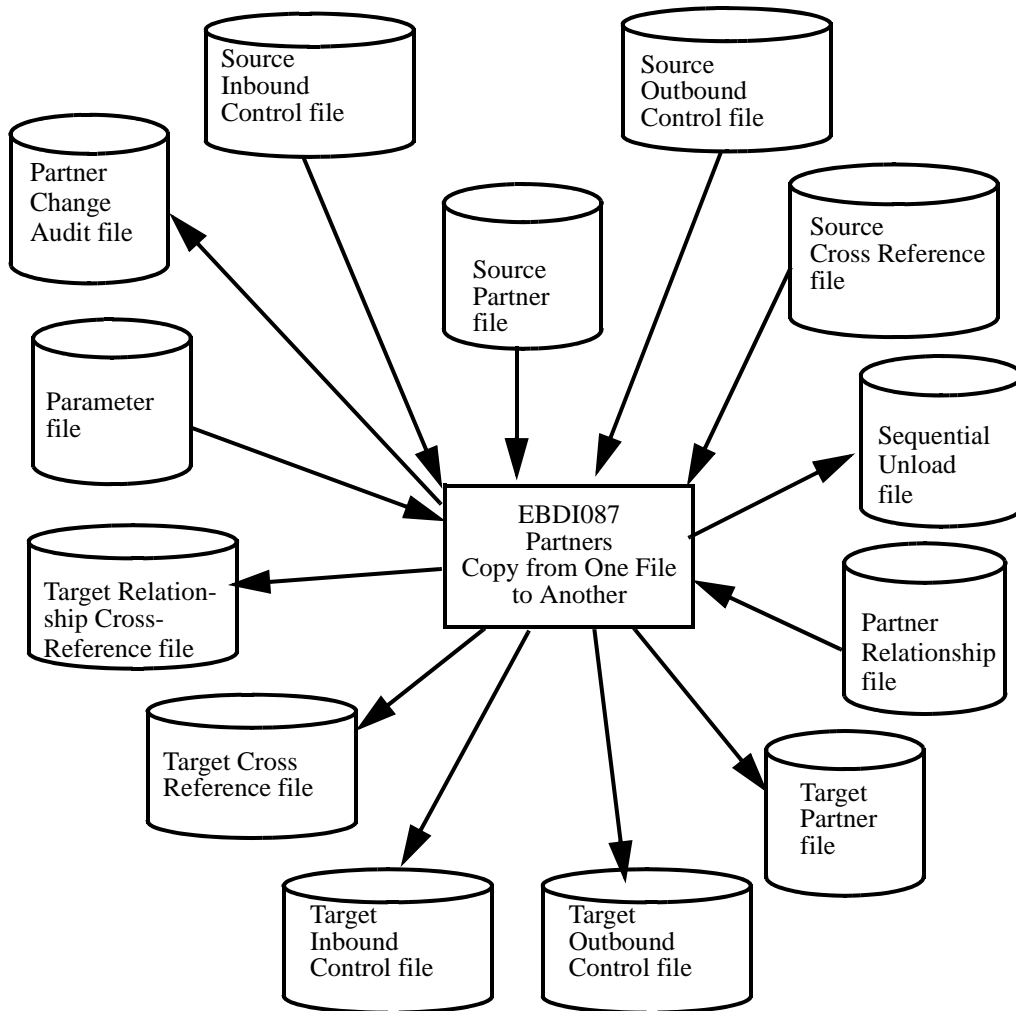 Source
Inbound
Control file
Source
Outbound
Control file
Partner
Change
Audit file
Source
Partner
file
Source
Cross Reference
file
Parameter
file
Sequential
Unload
file
EBDI087
Partners
Copy from One File
to Another
Target Relation-
ship Cross-
Reference file
Partner
Relationship
file
Target Cross
Reference file
Target
Partner
file
Target
Inbound
Control file
Target
Outbound
Control file